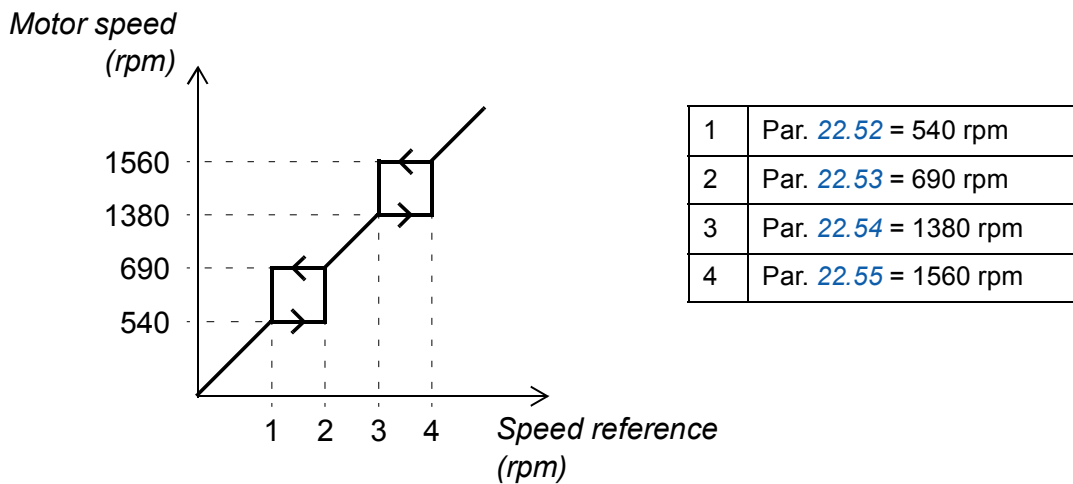 Motor speed
(rpm)
1560
1380
690
540
1 2 3 4
Speed reference
(rpm)
1 Par. 22.52 = 540 rpm
2 Par. 22.53 = 690 rpm
3 Par. 22.54 = 1380 rpm
4 Par. 22.55 = 1560 rpm